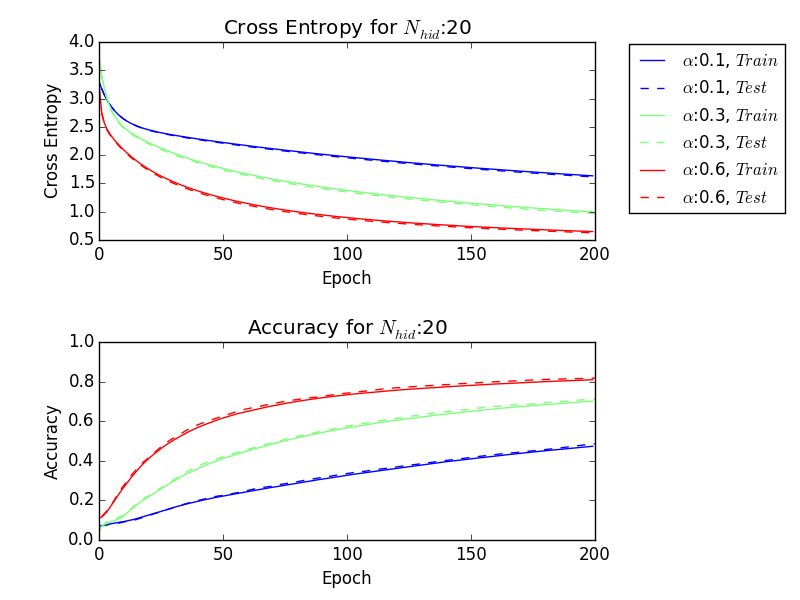 Cross Entropy for N_hid:20
4.0
3.5
3.0
2.5
2.0
1.5
1.0
0.5
Cross Entropy
0 50 100 150 200
Epoch
α:0.1, Train
α:0.1, Test
α:0.3, Train
α:0.3, Test
α:0.6, Train
α:0.6, Test
Accuracy for N_hid:20
1.0
0.8
0.6
0.4
0.2
0.0
Accuracy
0 50 100 150 200
Epoch